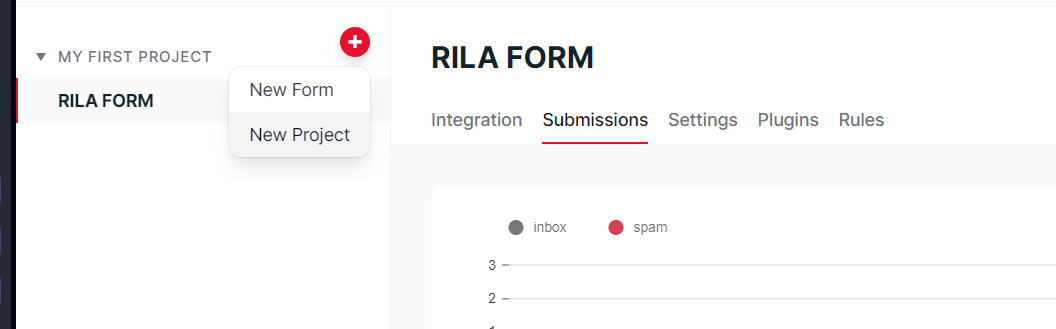 MY FIRST PROJECT
RILA FORM
New Form
New Project
RILA FORM
Integration Submissions Settings Plugins Rules
inbox spam
3
2